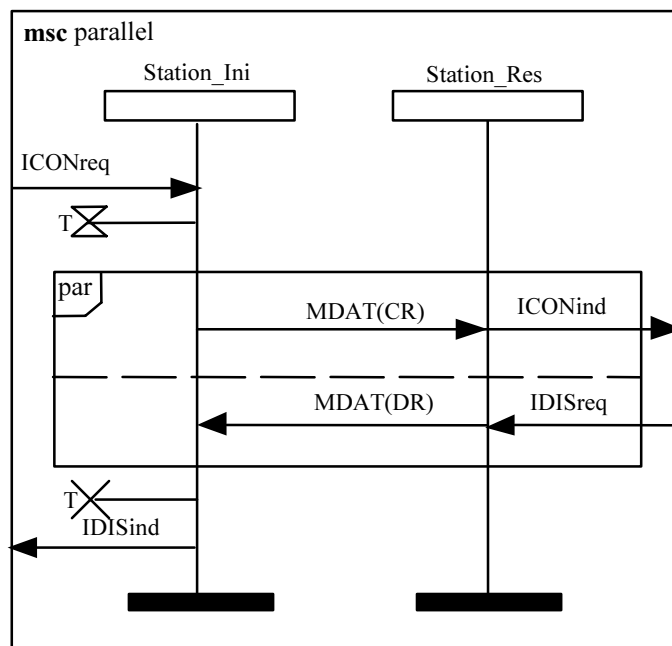 msc parallel
Station_Ini
Station_Res
ICONreq
T
par
MDAT(CR)
ICONind
MDAT(DR)
IDISreq
T
IDISind